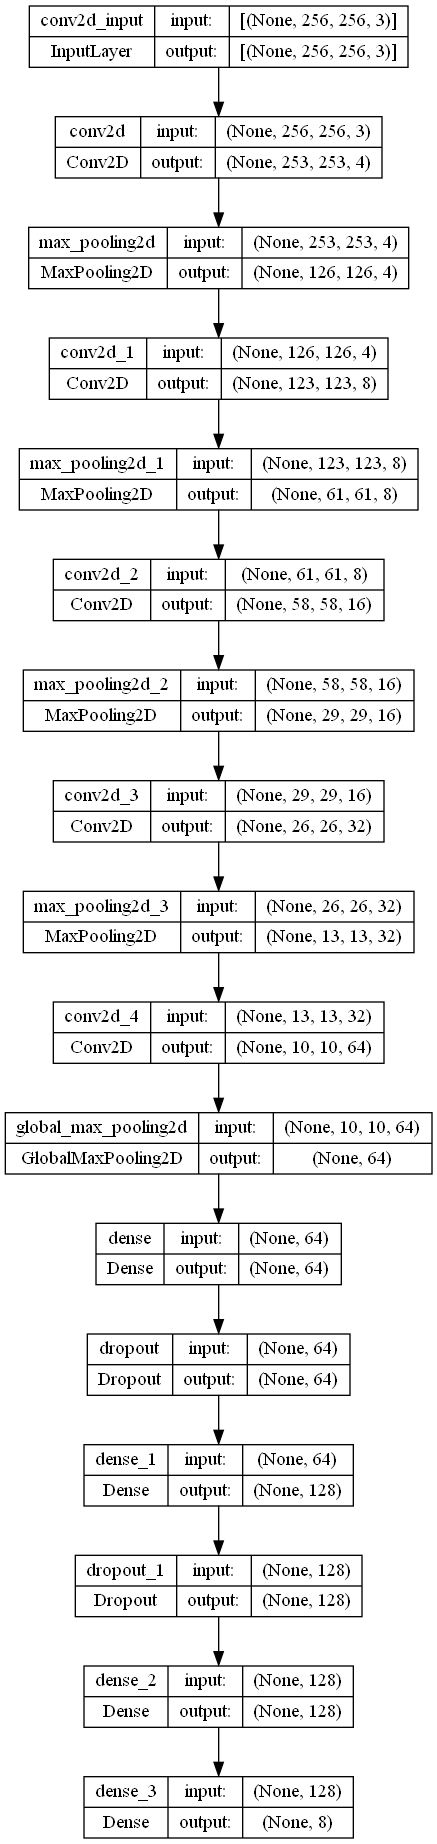 conv2d_input input: [(None, 256, 256, 3)]
InputLayer output: [(None, 256, 256, 3)]
conv2d input: (None, 256, 256, 3)
Conv2D output: (None, 253, 253, 4)
max_pooling2d input: (None, 253, 253, 4)
MaxPooling2D output: (None, 126, 126, 4)
conv2d_1 input: (None, 126, 126, 4)
Conv2D output: (None, 123, 123, 8)
max_pooling2d_1 input: (None, 123, 123, 8)
MaxPooling2D output: (None, 61, 61, 8)
conv2d_2 input: (None, 61, 61, 8)
Conv2D output: (None, 58, 58, 16)
max_pooling2d_2 input: (None, 58, 58, 16)
MaxPooling2D output: (None, 29, 29, 16)
conv2d_3 input: (None, 29, 29, 16)
Conv2D output: (None, 26, 26, 32)
max_pooling2d_3 input: (None, 26, 26, 32)
MaxPooling2D output: (None, 13, 13, 32)
conv2d_4 input: (None, 13, 13, 32)
Conv2D output: (None, 10, 10, 64)
global_max_pooling2d input: (None, 10, 10, 64)
GlobalMaxPooling2D output: (None, 64)
dense input: (None, 64)
Dense output: (None, 64)
dropout input: (None, 64)
Dropout output: (None, 64)
dense_1 input: (None, 64)
Dense output: (None, 128)
dropout_1 input: (None, 128)
Dropout output: (None, 128)
dense_2 input: (None, 128)
Dense output: (None, 128)
dense_3 input: (None, 128)
Dense output: (None, 8)